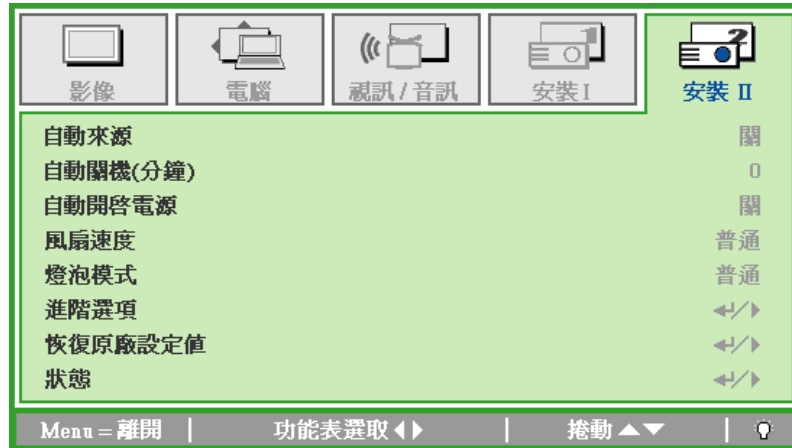 影像 電腦 視訊 / 音訊 安裝 I 安裝 II
自動來源 關
自動關機(分鐘) 0
自動開啓電源 關
風扇速度 普通
燈泡模式 普通
進階選項
恢復原廠設定值
狀態
Menu = 離開 功能表選取 捲動